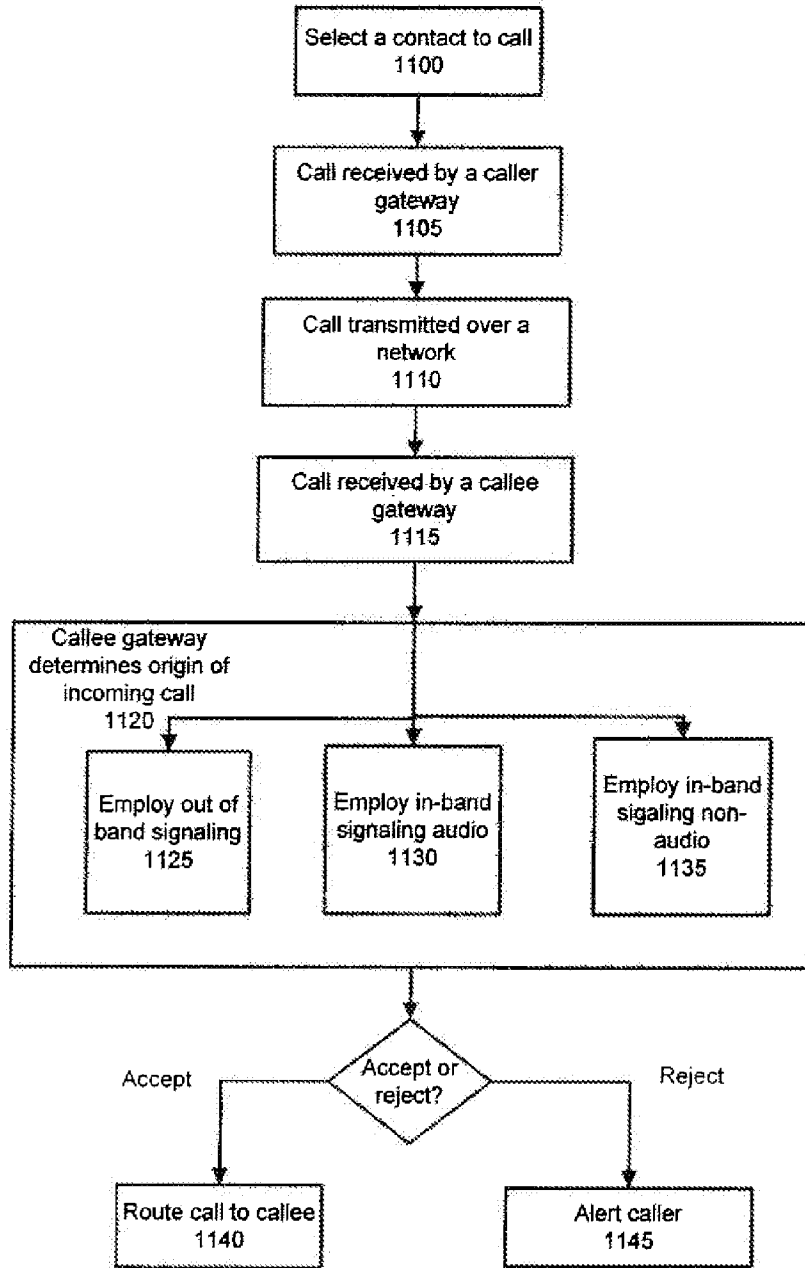 Select a contact to call
1100
Call received by a caller
gateway
1105
Call transmitted over a
network
1110
Call received by a callee
gateway
1115
Callee gateway
determines origin of
incoming call
1120
Employ out of
band signaling
1125
Employ in-band
signaling audio
1130
Employ in-band
sigaling non-
audio
1135
Accept or
reject?
Accept
Reject
Route call to callee
1140
Alert caller
1145